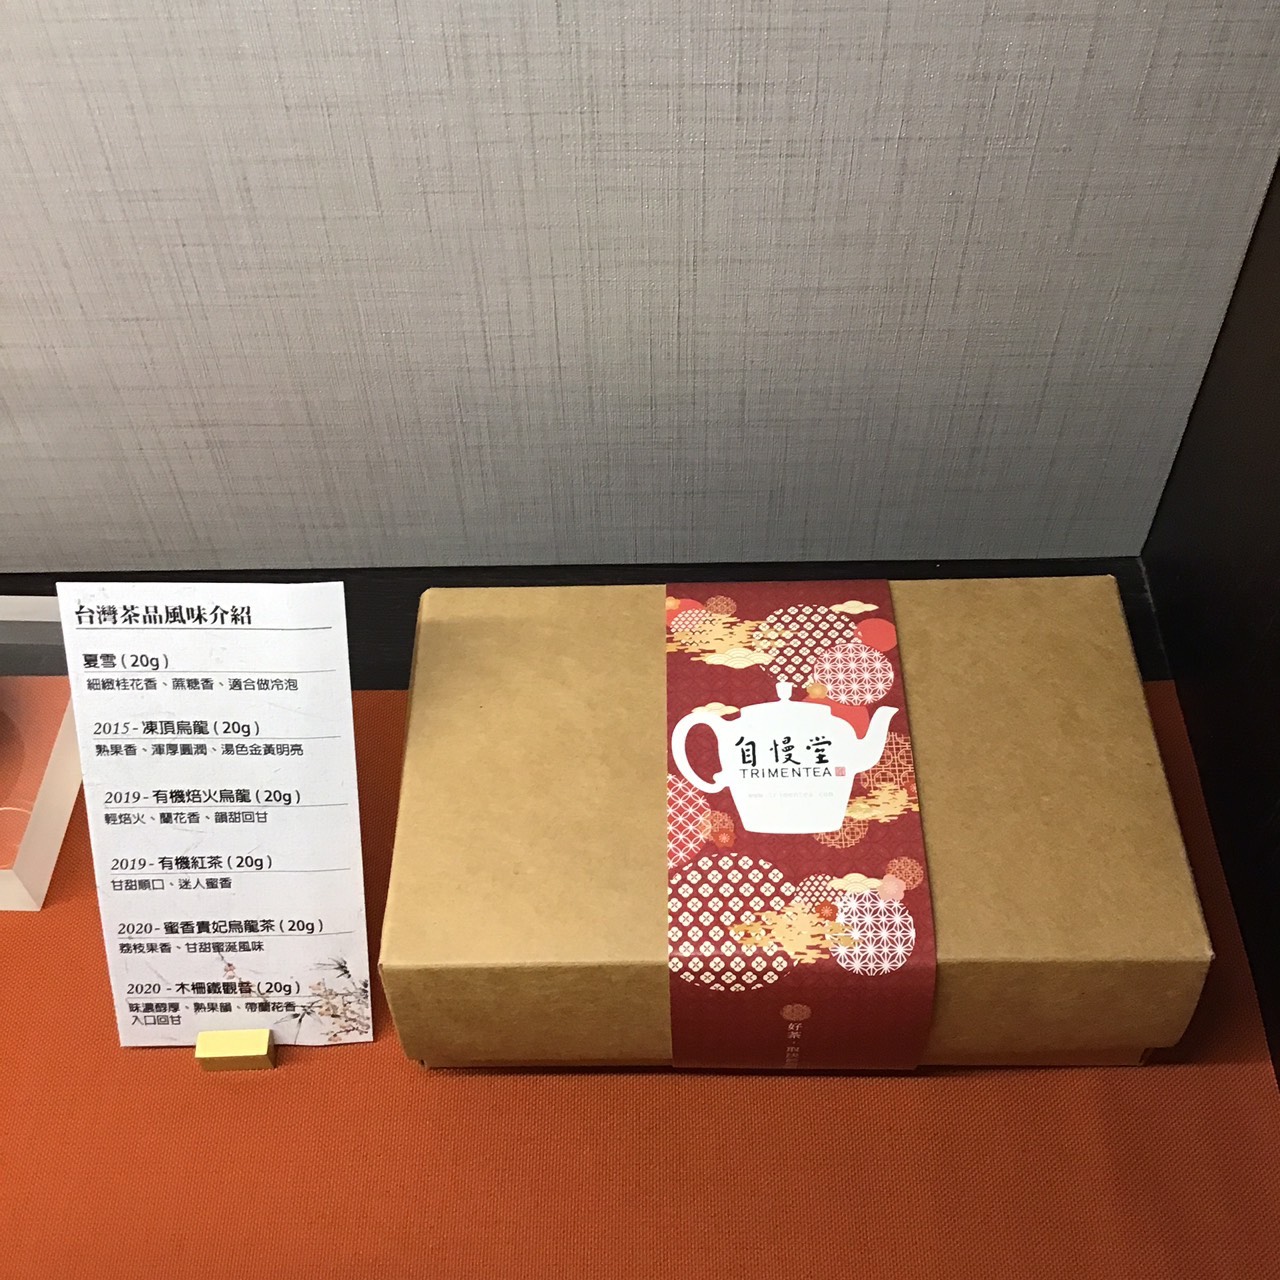 台灣茶品風味介紹
夏雪 ( 20g )
細緻桂花香、蔗糖香、適合做冷泡
2015 - 凍頂烏龍 ( 20g )
熟果香、渾厚圓潤、湯色金黃明亮
2019 - 有機焙火烏龍 ( 20g )
輕焙火、蘭花香、韻甜回甘
2019 - 有機紅茶 ( 20g )
甘甜順口、迷人蜜香
2020 - 蜜香貴妃烏龍茶 ( 20g )
荔枝果香、甘甜蜜涎風味
2020 - 木柵鐵觀音 ( 20g )
味濃醇厚、熟果韻、帶蘭花香
入口回甘
自慢堂
TRIMENTEA
好茶